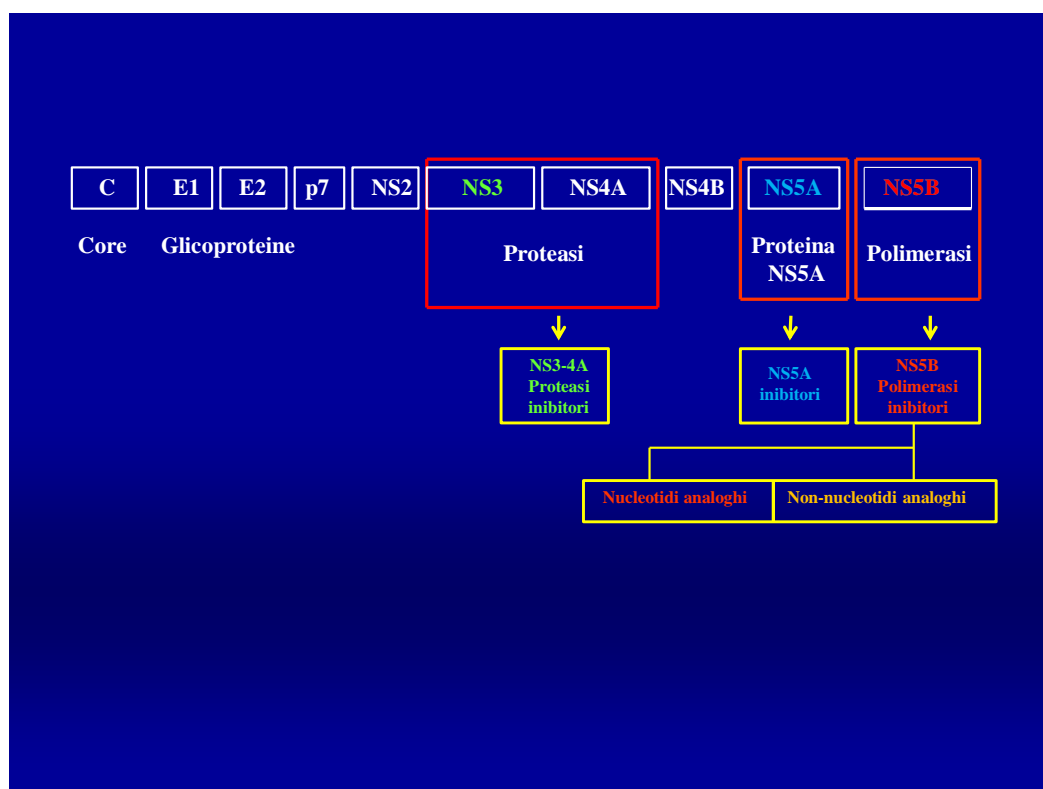 C E1 E2 p7 NS2 NS3 NS4A NS4B NS5A NS5B
Core Glicoproteine Proteasi Proteina Polimerasi
NS5A
NS3-4A
Proteasi
inibitori
NS5A
inibitori
NS5B
Polimerasi
inibitori
Nucleotidi analoghi Non-nucleotidi analoghi